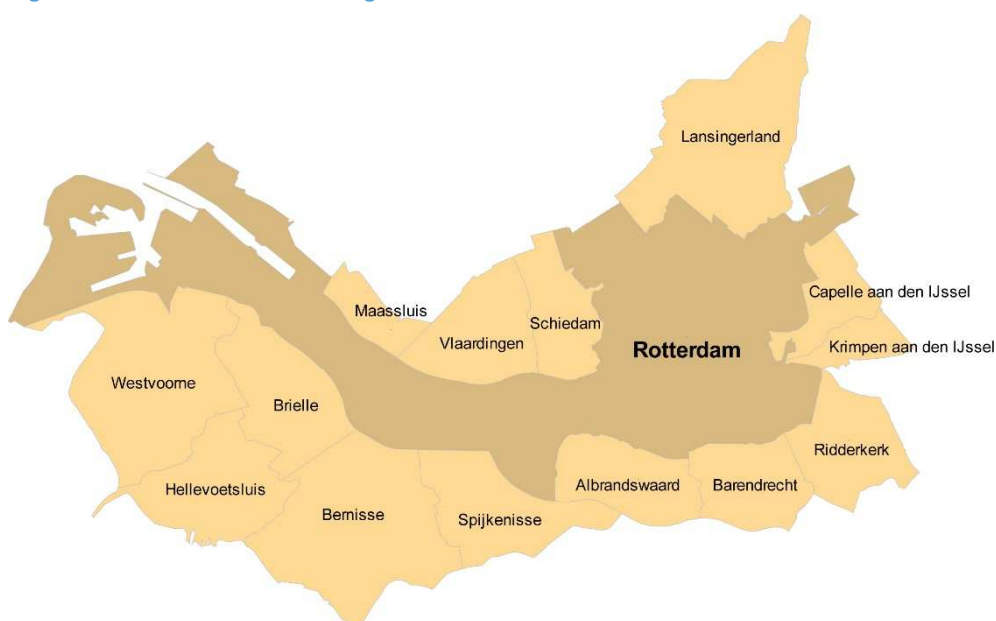 Lansingerland
Capelle aan den IJssel
Maassluis
Schiedam
Vlaardingen
Krimpen aan den IJssel
Rotterdam
Westvoorne
Brielle
Ridderkerk
Hellevoetsluis
Albrandswaard
Barendrecht
Bernisse
Spijkenisse